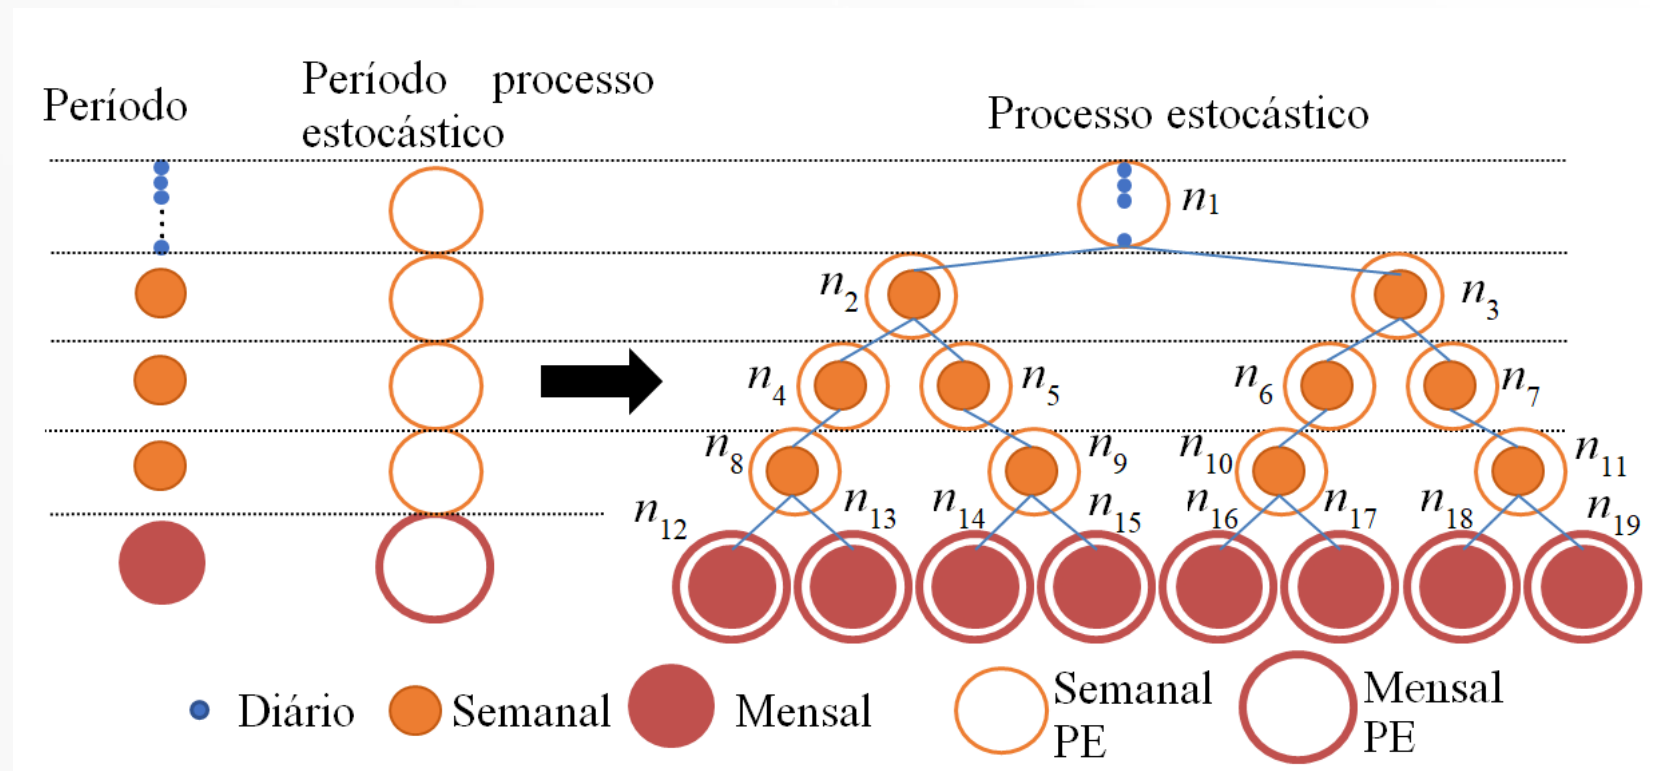 Período
Período processo
estocástico
Processo estocástico
n1
n2
n3
n4
n5
n6
n7
n8
n9
n10
n11
n12
n13
n14
n15
n16
n17
n18
n19
Diário
Semanal
Mensal
Semanal
PE
Mensal
PE